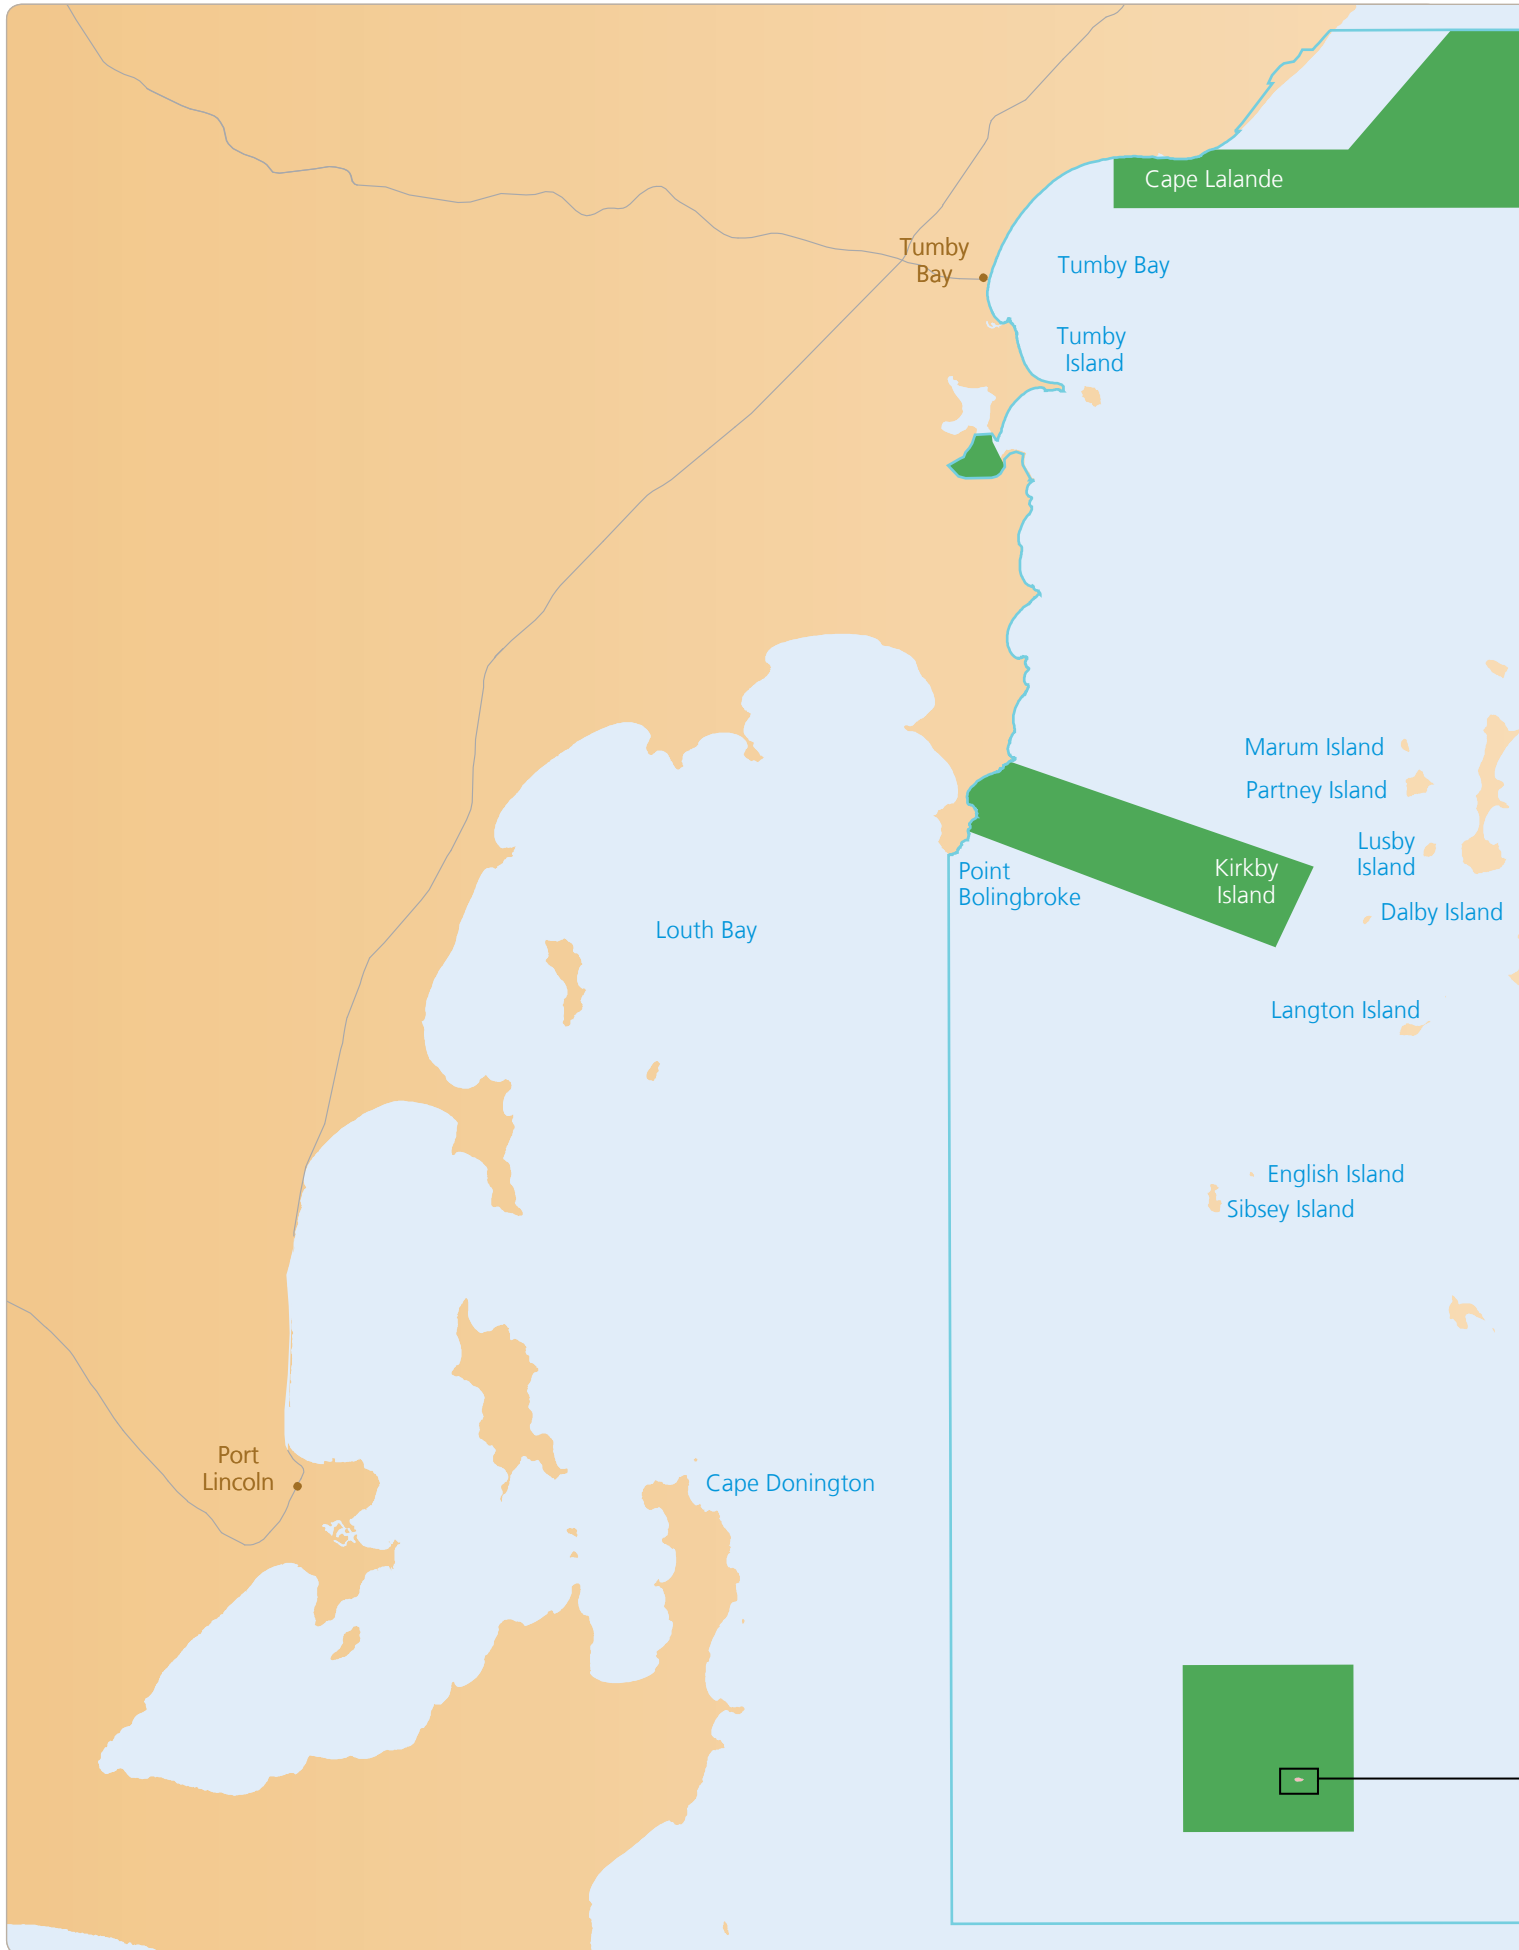 Cape Lalande
Tumby
Bay
Tumby Bay
Tumby
Island
Marum Island
Partney Island
Lusby
Island
Kirkby
Island
Point
Bolingbroke
Dalby Island
Louth Bay
Langton Island
English Island
Sibsey Island
Port
Lincoln
Cape Donington